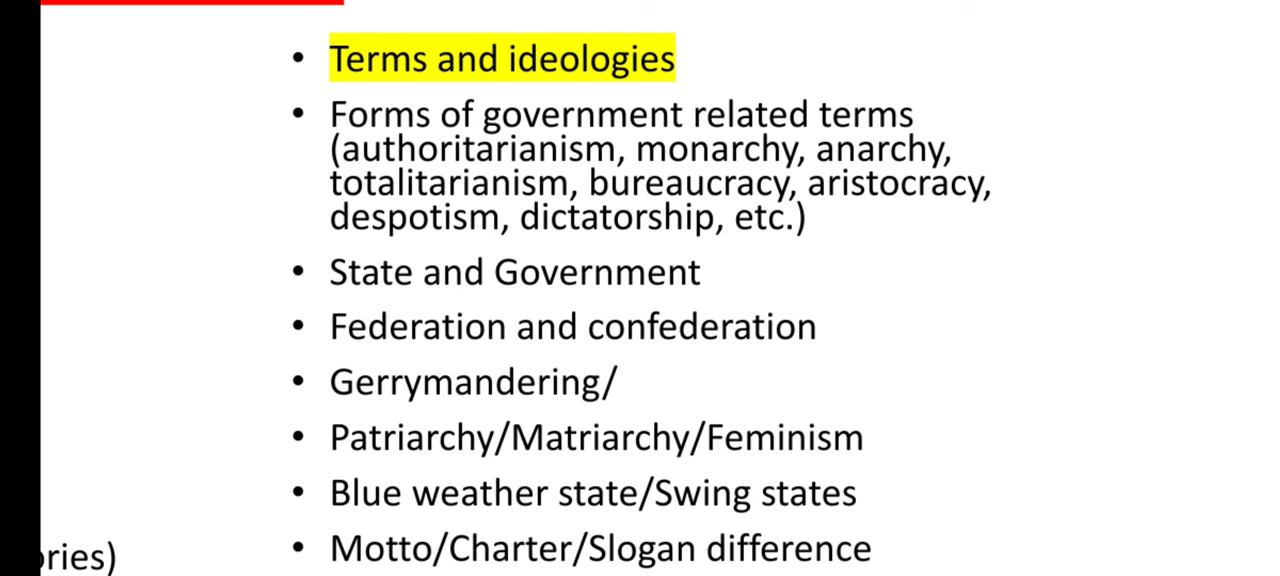 Terms and ideologies
Forms of government related terms
(authoritarianism, monarchy, anarchy,
totalitarianism, bureaucracy, aristocracy,
despotism, dictatorship, etc.)
State and Government
Federation and confederation
Gerrymandering/
Patriarchy/Matriarchy/Feminism
Blue weather state/Swing states
Motto/Charter/Slogan difference